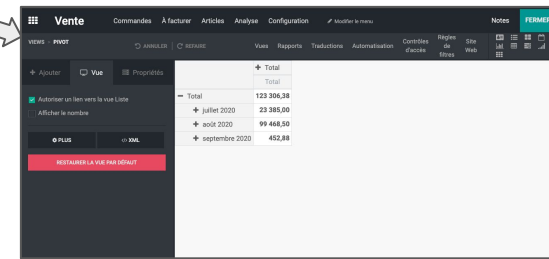 Vente Commandes À facturer Articles Analyse Configuration Modifier le menu Notes FERMER
VIEWS PIVOT ANNULER REFAIRE Vues Rapports Traductions Automatisation Contrôles d'accès Règles de filtres Site Web
+ Ajouter Vue Propriétés
Autoriser un lien vers la vue Liste
Afficher le nombre
PLUS </> XML
RESTAURER LA VUE PAR DÉFAUT
+ Total
Total
− Total 123 306,38
+ juillet 2020 23 385,00
+ août 2020 99 468,50
+ septembre 2020 452,88